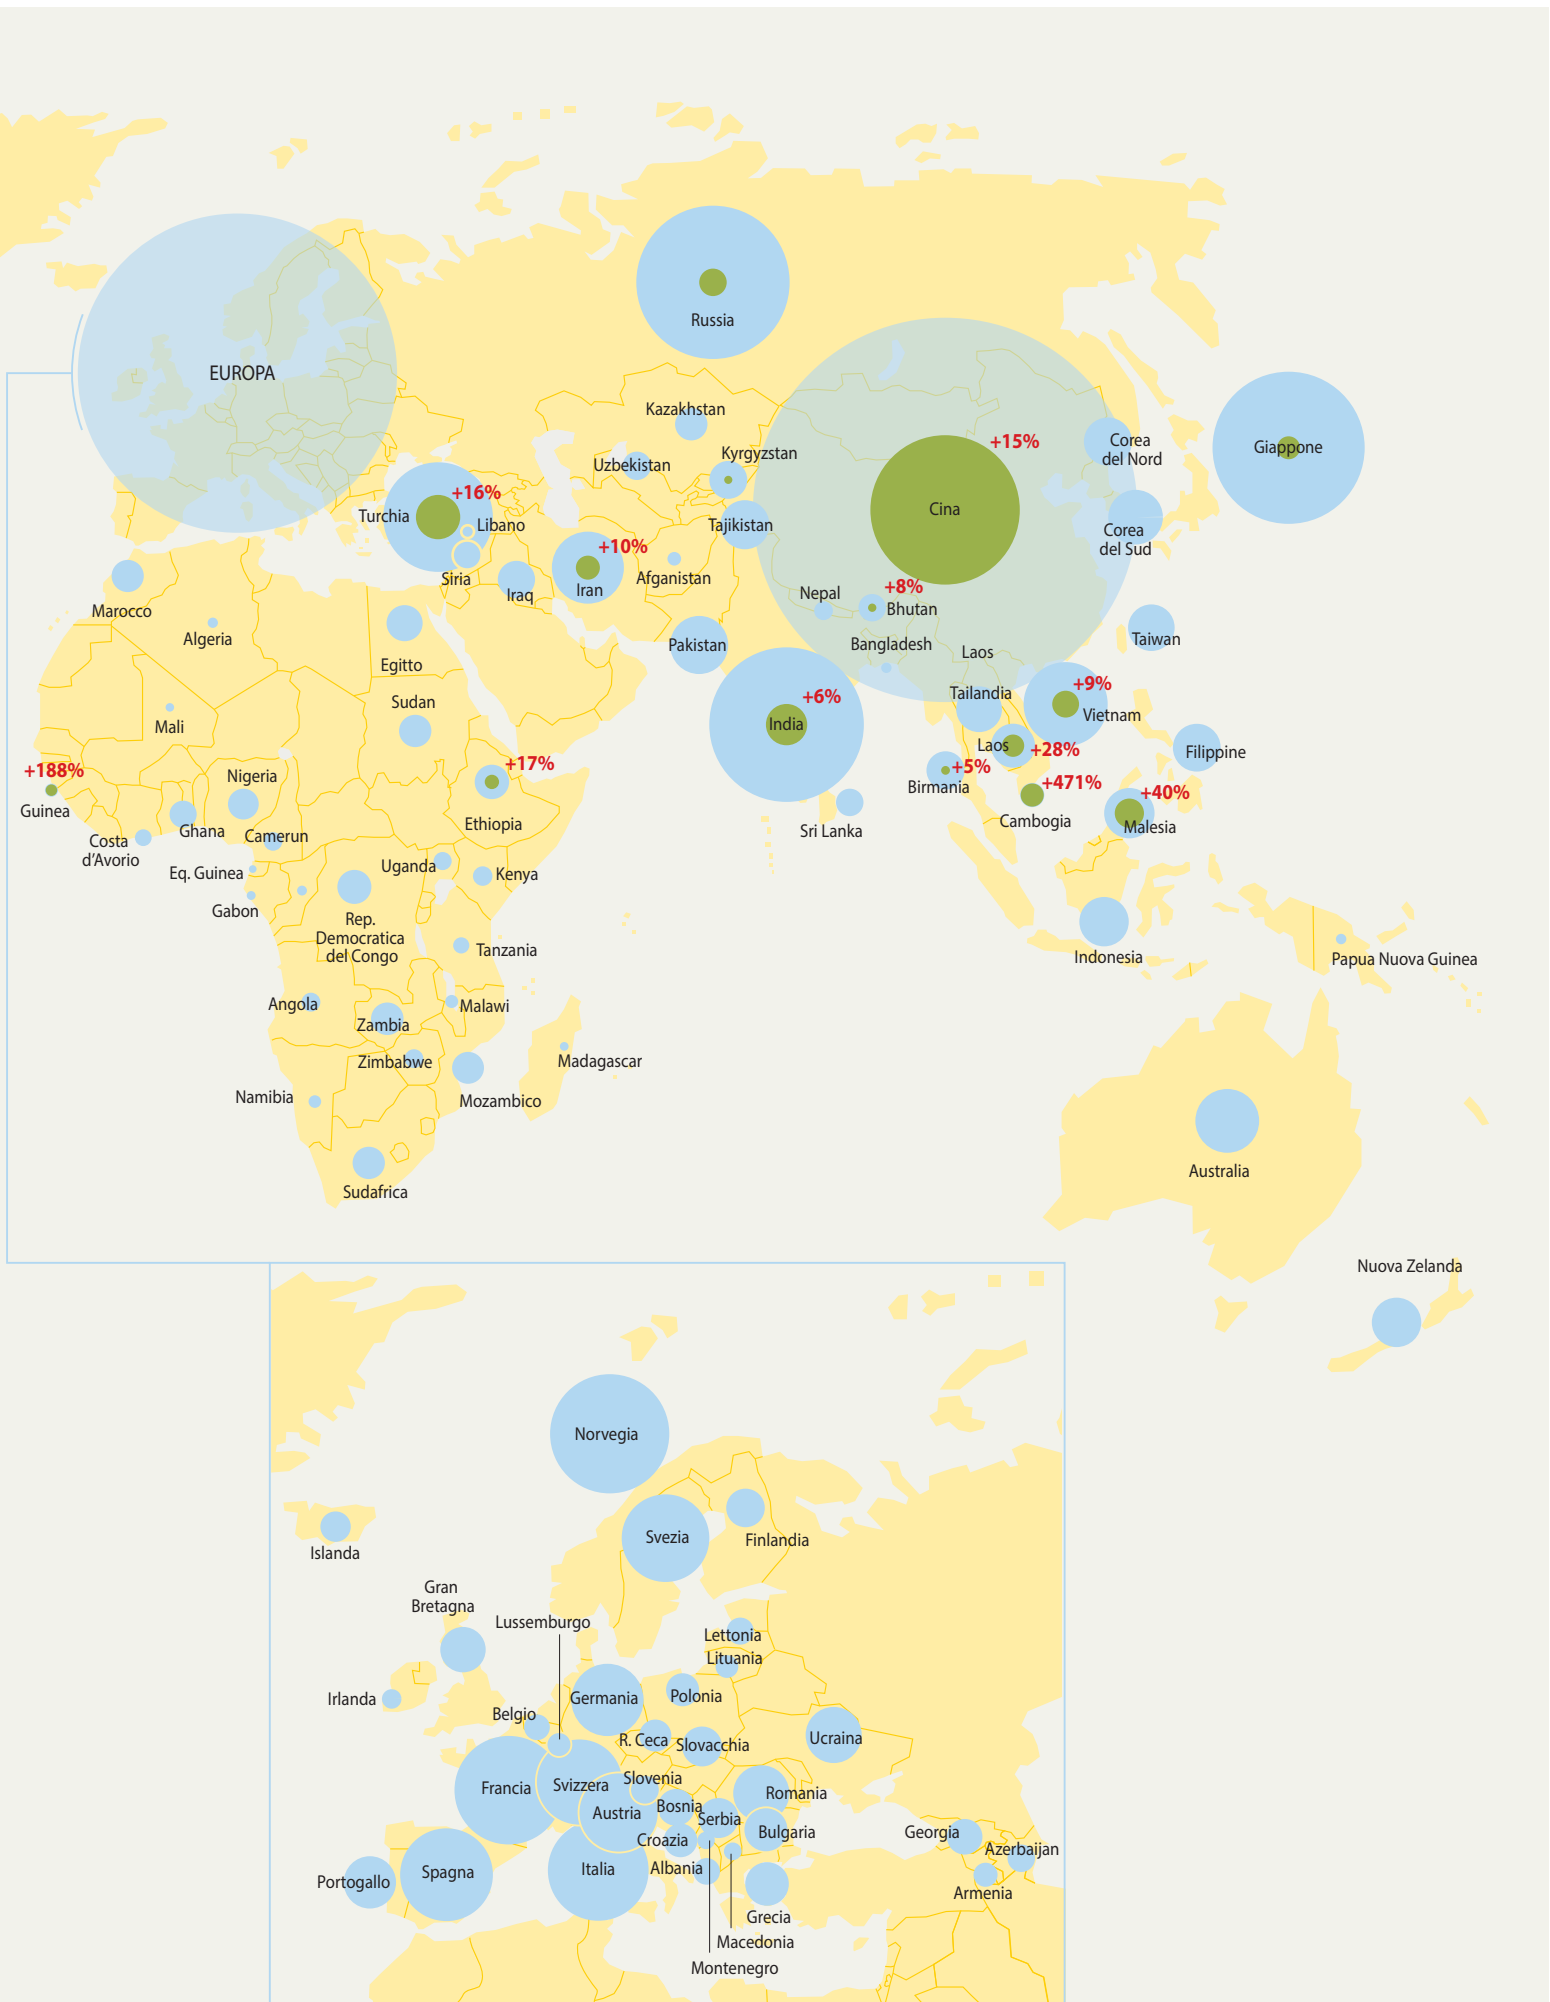 Russia
EUROPA
Kazakhstan
+15%
Corea
del Nord
Giappone
Kyrgyzstan
Uzbekistan
+16%
Turchia
Libano
Tajikistan
Cina
Corea
del Sud
+10%
Siria
Iraq
Iran
Afganistan
Nepal
+8%
Bhutan
Marocco
Algeria
Pakistan
Bangladesh
Laos
Taiwan
Egitto
Sudan
+6%
India
Tailandia
+9%
Vietnam
Mali
Laos
+28%
Filippine
+188%
Guinea
Nigeria
+17%
Ethiopia
Birmania
+5%
+471%
Cambogia
+40%
Malesia
Costa
d'Avorio
Ghana
Camerun
Sri Lanka
Eq. Guinea
Uganda
Kenya
Gabon
Rep.
Democratica
del Congo
Tanzania
Indonesia
Papua Nuova Guinea
Angola
Zambia
Malawi
Zimbabwe
Madagascar
Namibia
Mozambico
Sudafrica
Australia
Nuova Zelanda
Norvegia
Svezia
Finlandia
Islanda
Gran
Bretagna
Lussemburgo
Lettonia
Lituania
Irlanda
Germania
Polonia
Belgio
R. Ceca
Slovacchia
Ucraina
Francia
Svizzera
Slovenia
Romania
Austria
Bosnia
Serbia
Bulgaria
Croazia
Georgia
Azerbaijan
Portogallo
Spagna
Italia
Albania
Armenia
Grecia
Macedonia
Montenegro